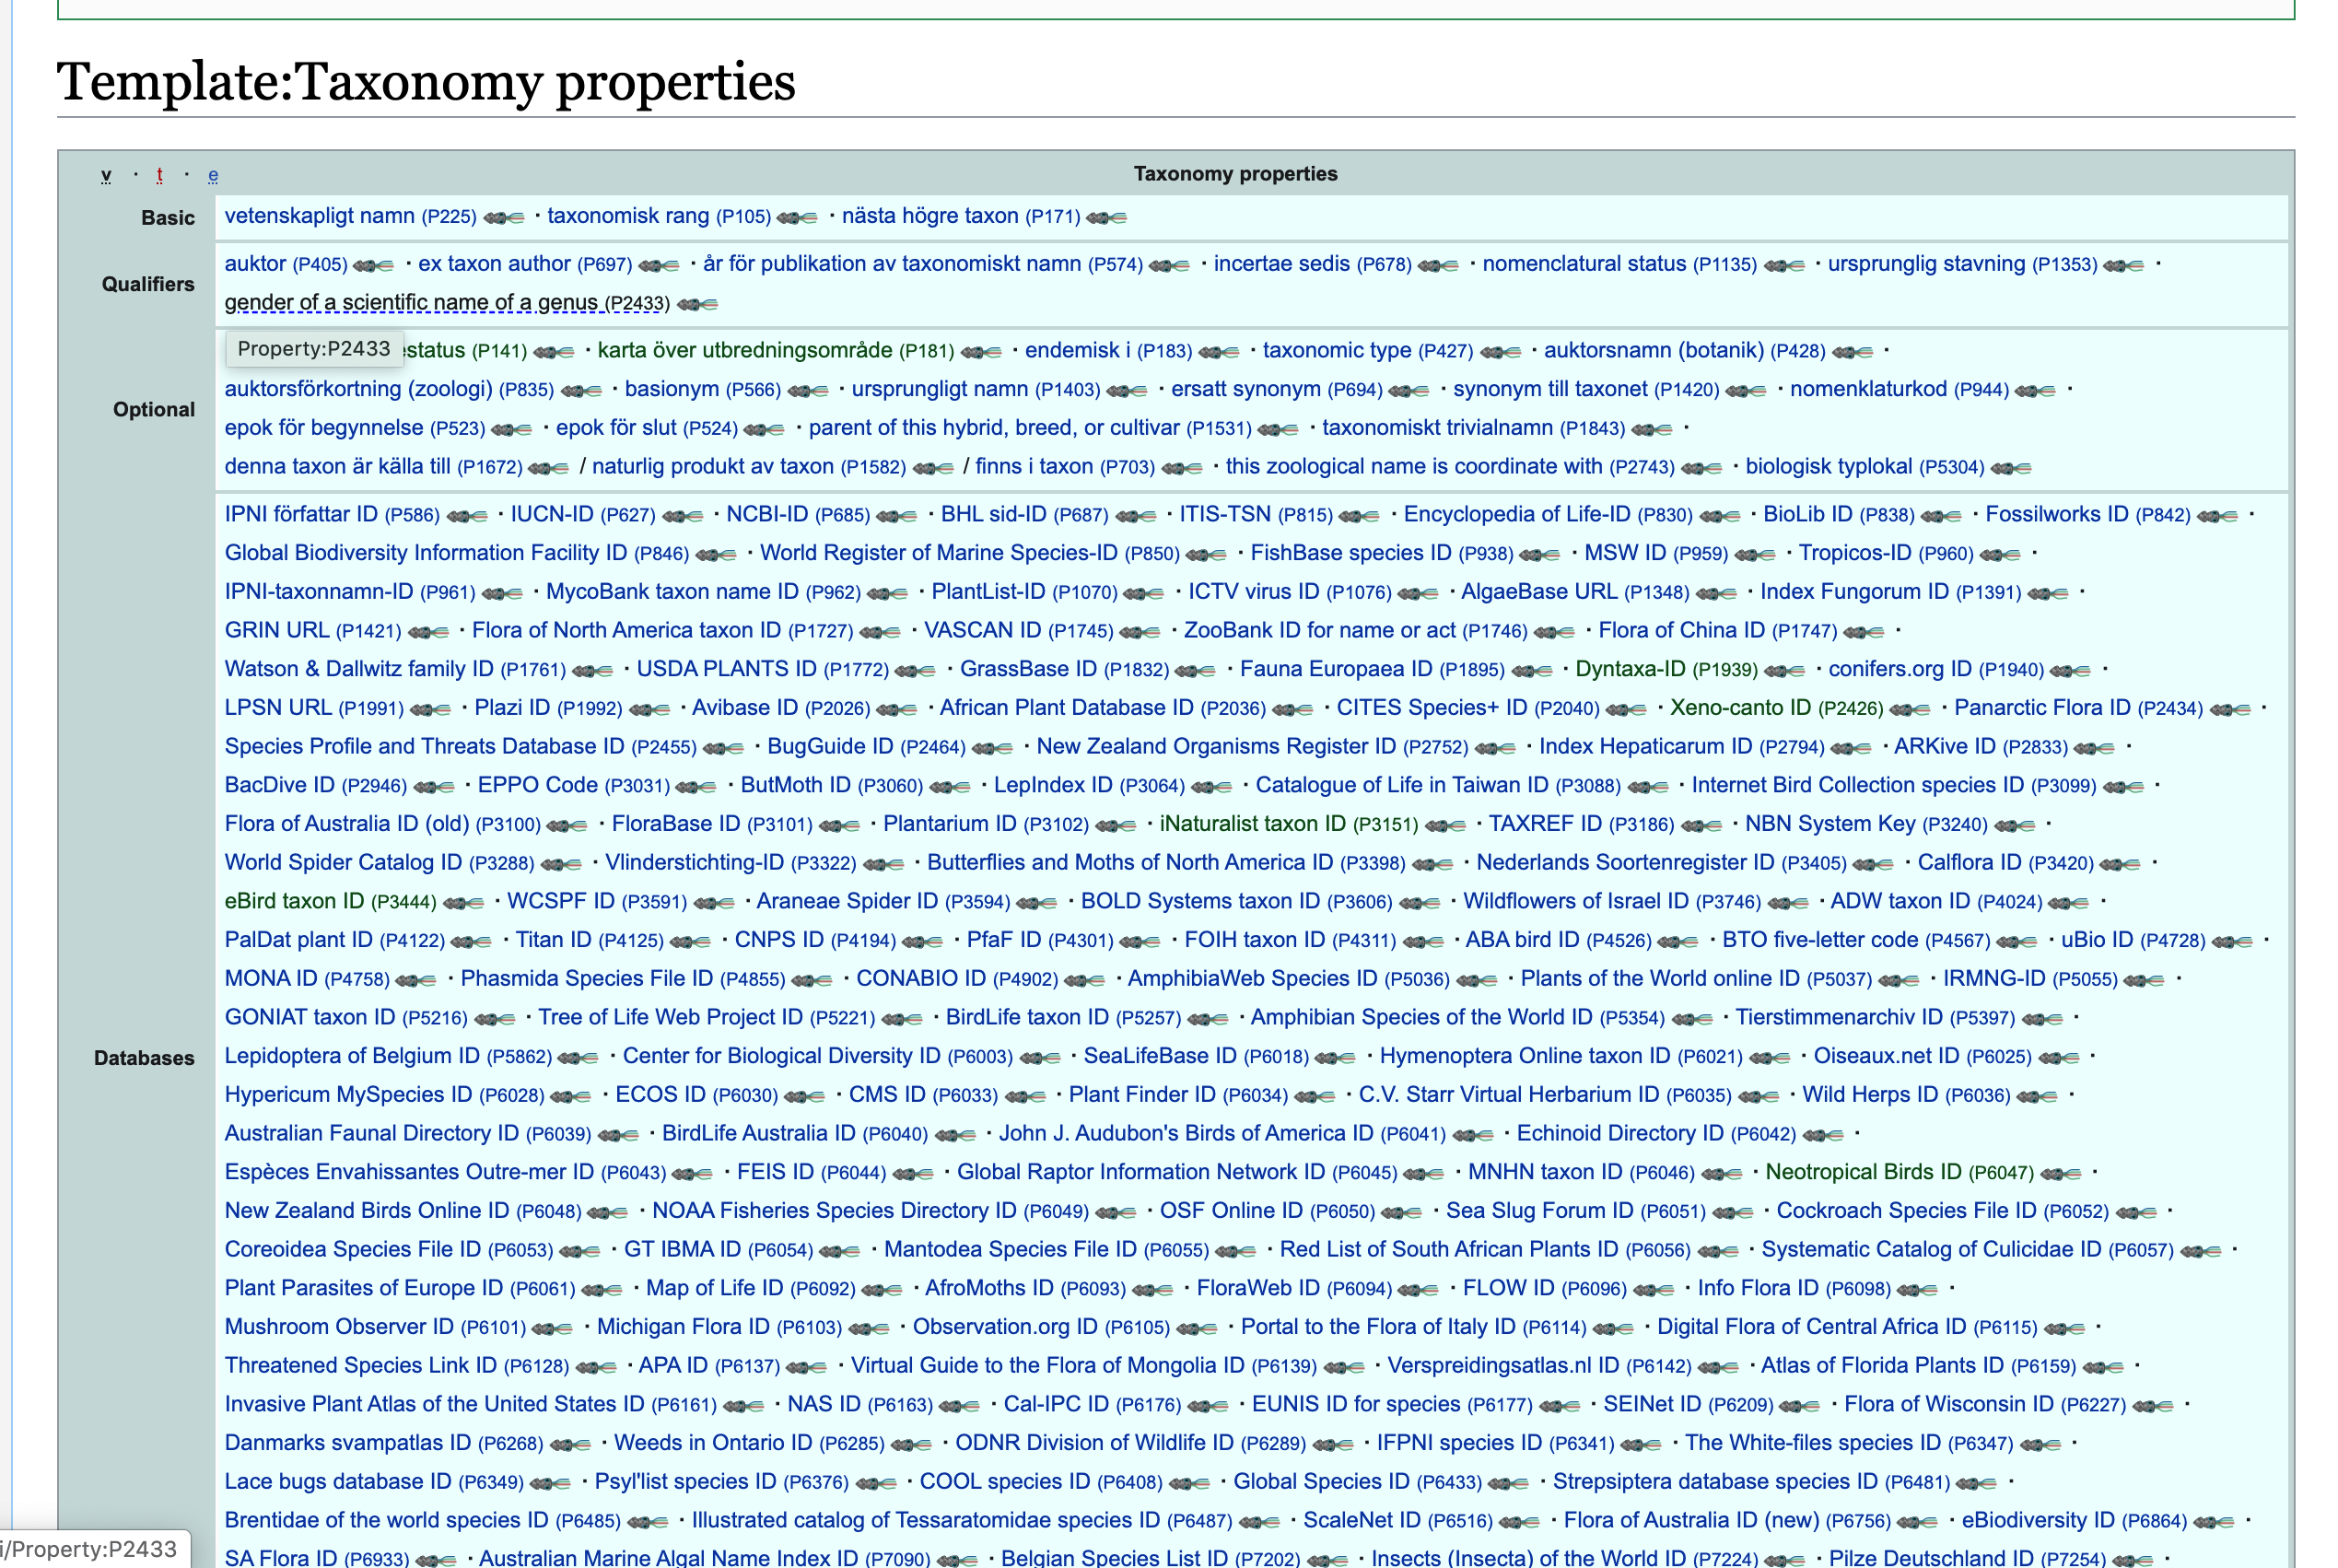 Template:Taxonomy properties
v · t · e Taxonomy properties
Basic
vetenskapligt namn (P225) · taxonomisk rang (P105) · nästa högre taxon (P171)
Qualifiers
auktor (P405) · ex taxon author (P697) · år för publikation av taxonomiskt namn (P574) · incertae sedis (P678) · nomenclatural status (P1135) · ursprunglig stavning (P1353) ·
gender of a scientific name of a genus (P2433)
Property:P2433
Optional
status (P141) · karta över utbredningsområde (P181) · endemisk i (P183) · taxonomic type (P427) · auktorsnamn (botanik) (P428) ·
auktorsförkortning (zoologi) (P835) · basionym (P566) · ursprungligt namn (P1403) · ersatt synonym (P694) · synonym till taxonet (P1420) · nomenklaturkod (P944) ·
epok för begynnelse (P523) · epok för slut (P524) · parent of this hybrid, breed, or cultivar (P1531) · taxonomiskt trivialnamn (P1843) ·
denna taxon är källa till (P1672) / naturlig produkt av taxon (P1582) / finns i taxon (P703) · this zoological name is coordinate with (P2743) · biologisk typlokal (P5304)
Databases
IPNI författar ID (P586) · IUCN-ID (P627) · NCBI-ID (P685) · BHL sid-ID (P687) · ITIS-TSN (P815) · Encyclopedia of Life-ID (P830) · BioLib ID (P838) · Fossilworks ID (P842) ·
Global Biodiversity Information Facility ID (P846) · World Register of Marine Species-ID (P850) · FishBase species ID (P938) · MSW ID (P959) · Tropicos-ID (P960) ·
IPNI-taxonnamn-ID (P961) · MycoBank taxon name ID (P962) · PlantList-ID (P1070) · ICTV virus ID (P1076) · AlgaeBase URL (P1348) · Index Fungorum ID (P1391) ·
GRIN URL (P1421) · Flora of North America taxon ID (P1727) · VASCAN ID (P1745) · ZooBank ID for name or act (P1746) · Flora of China ID (P1747) ·
Watson & Dallwitz family ID (P1761) · USDA PLANTS ID (P1772) · GrassBase ID (P1832) · Fauna Europaea ID (P1895) · Dyntaxa-ID (P1939) · conifers.org ID (P1940) ·
LPSN URL (P1991) · Plazi ID (P1992) · Avibase ID (P2026) · African Plant Database ID (P2036) · CITES Species+ ID (P2040) · Xeno-canto ID (P2426) · Panarctic Flora ID (P2434) ·
Species Profile and Threats Database ID (P2455) · BugGuide ID (P2464) · New Zealand Organisms Register ID (P2752) · Index Hepaticarum ID (P2794) · ARKive ID (P2833) ·
BacDive ID (P2946) · EPPO Code (P3031) · ButMoth ID (P3060) · LepIndex ID (P3064) · Catalogue of Life in Taiwan ID (P3088) · Internet Bird Collection species ID (P3099) ·
Flora of Australia ID (old) (P3100) · FloraBase ID (P3101) · Plantarium ID (P3102) · iNaturalist taxon ID (P3151) · TAXREF ID (P3186) · NBN System Key (P3240) ·
World Spider Catalog ID (P3288) · Vlinderstichting-ID (P3322) · Butterflies and Moths of North America ID (P3398) · Nederlands Soortenregister ID (P3405) · Calflora ID (P3420) ·
eBird taxon ID (P3444) · WCSPF ID (P3591) · Araneae Spider ID (P3594) · BOLD Systems taxon ID (P3606) · Wildflowers of Israel ID (P3746) · ADW taxon ID (P4024) ·
PalDat plant ID (P4122) · Titan ID (P4125) · CNPS ID (P4194) · PfaF ID (P4301) · FOIH taxon ID (P4311) · ABA bird ID (P4526) · BTO five-letter code (P4567) · uBio ID (P4728) ·
MONA ID (P4758) · Phasmida Species File ID (P4855) · CONABIO ID (P4902) · AmphibiaWeb Species ID (P5036) · Plants of the World online ID (P5037) · IRMNG-ID (P5055) ·
GONIAT taxon ID (P5216) · Tree of Life Web Project ID (P5221) · BirdLife taxon ID (P5257) · Amphibian Species of the World ID (P5354) · Tierstimmenarchiv ID (P5397) ·
Lepidoptera of Belgium ID (P5862) · Center for Biological Diversity ID (P6003) · SeaLifeBase ID (P6018) · Hymenoptera Online taxon ID (P6021) · Oiseaux.net ID (P6025) ·
Hypericum MySpecies ID (P6028) · ECOS ID (P6030) · CMS ID (P6033) · Plant Finder ID (P6034) · C.V. Starr Virtual Herbarium ID (P6035) · Wild Herps ID (P6036) ·
Australian Faunal Directory ID (P6039) · BirdLife Australia ID (P6040) · John J. Audubon's Birds of America ID (P6041) · Echinoid Directory ID (P6042) ·
Espèces Envahissantes Outre-mer ID (P6043) · FEIS ID (P6044) · Global Raptor Information Network ID (P6045) · MNHN taxon ID (P6046) · Neotropical Birds ID (P6047) ·
New Zealand Birds Online ID (P6048) · NOAA Fisheries Species Directory ID (P6049) · OSF Online ID (P6050) · Sea Slug Forum ID (P6051) · Cockroach Species File ID (P6052) ·
Coreoidea Species File ID (P6053) · GT IBMA ID (P6054) · Mantodea Species File ID (P6055) · Red List of South African Plants ID (P6056) · Systematic Catalog of Culicidae ID (P6057) ·
Plant Parasites of Europe ID (P6061) · Map of Life ID (P6092) · AfroMoths ID (P6093) · FloraWeb ID (P6094) · FLOW ID (P6096) · Info Flora ID (P6098) ·
Mushroom Observer ID (P6101) · Michigan Flora ID (P6103) · Observation.org ID (P6105) · Portal to the Flora of Italy ID (P6114) · Digital Flora of Central Africa ID (P6115) ·
Threatened Species Link ID (P6128) · APA ID (P6137) · Virtual Guide to the Flora of Mongolia ID (P6139) · Verspreidingsatlas.nl ID (P6142) · Atlas of Florida Plants ID (P6159) ·
Invasive Plant Atlas of the United States ID (P6161) · NAS ID (P6163) · Cal-IPC ID (P6176) · EUNIS ID for species (P6177) · SEINet ID (P6209) · Flora of Wisconsin ID (P6227) ·
Danmarks svampatlas ID (P6268) · Weeds in Ontario ID (P6285) · ODNR Division of Wildlife ID (P6289) · IFPNI species ID (P6341) · The White-files species ID (P6347) ·
Lace bugs database ID (P6349) · Psyl'list species ID (P6376) · COOL species ID (P6408) · Global Species ID (P6433) · Strepsiptera database species ID (P6481) ·
Brentidae of the world species ID (P6485) · Illustrated catalog of Tessaratomidae species ID (P6487) · ScaleNet ID (P6516) · Flora of Australia ID (new) (P6756) · eBiodiversity ID (P6864) ·
SA Flora ID (P6933) · Australian Marine Algal Name Index ID (P7090) · Belgian Species List ID (P7202) · Insects (Insecta) of the World ID (P7224) · Pilze Deutschland ID (P7254) ·
i/Property:P2433